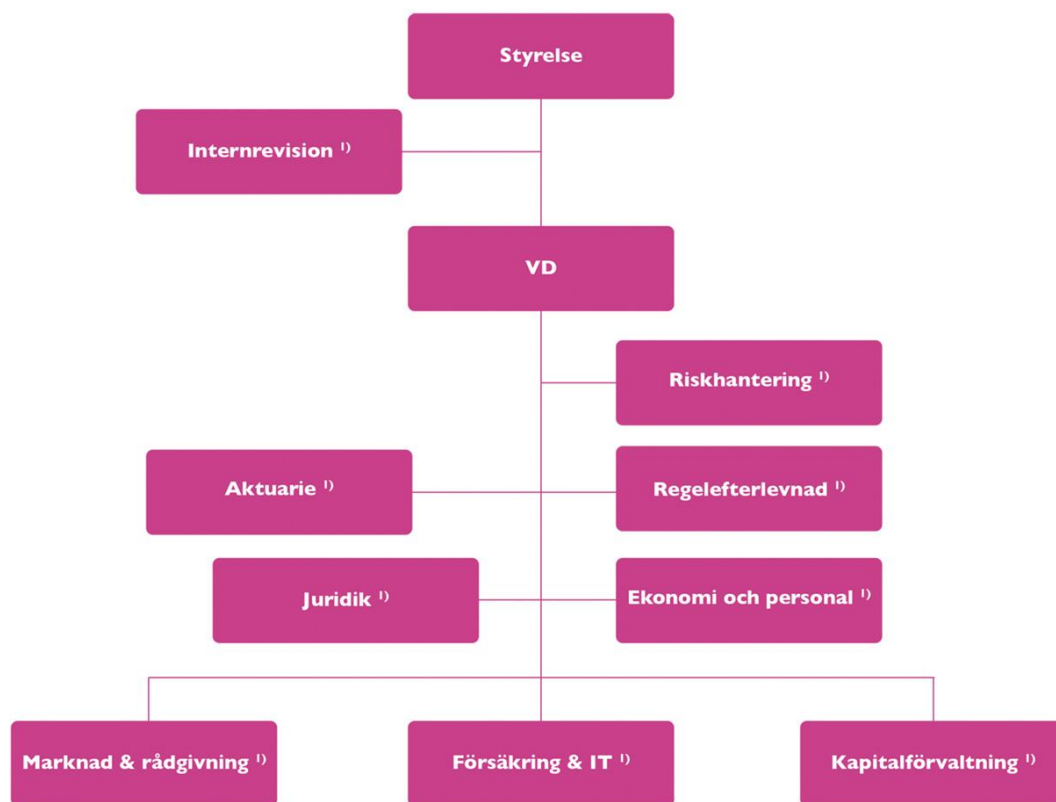 Styrelse
Internrevision 1)
VD
Riskhantering 1)
Aktuarie 1)
Regelefterlevnad 1)
Juridik 1)
Ekonomi och personal 1)
Marknad & rådgivning 1)
Försäkring & IT 1)
Kapitalförvaltning 1)